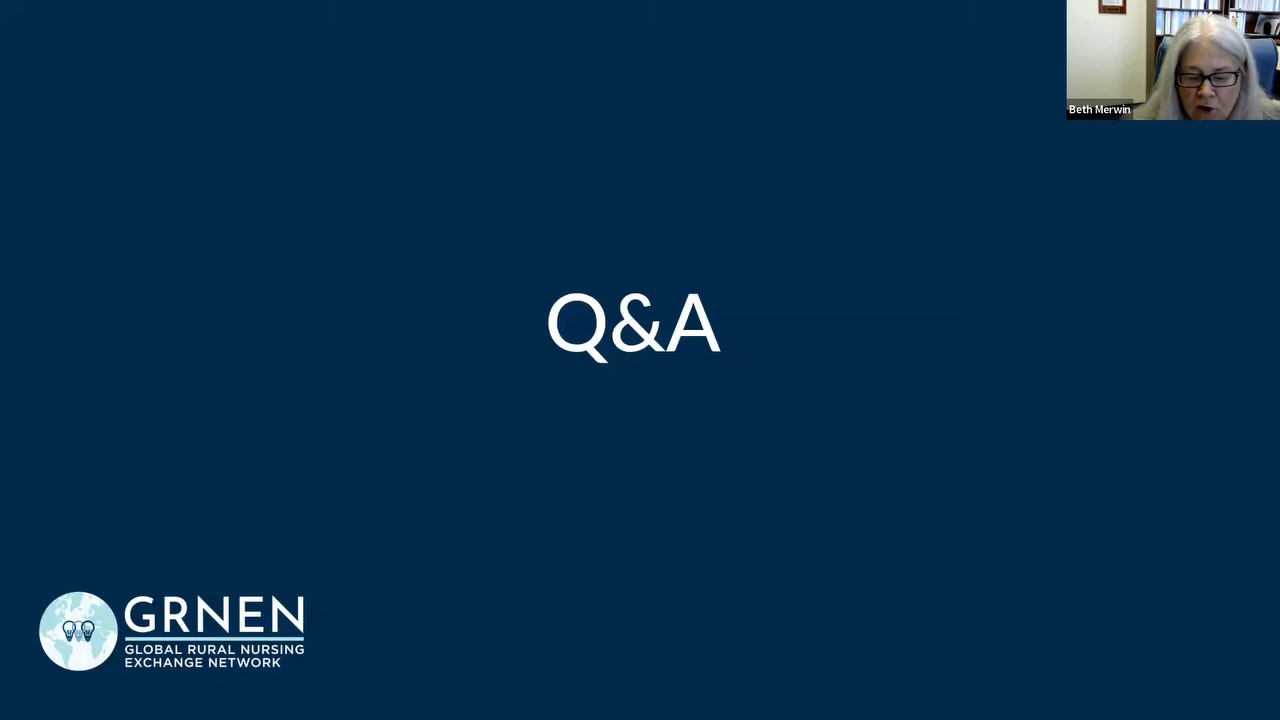 Beth Merwin
Q&A
GRNEN
GLOBAL RURAL NURSING
EXCHANGE NETWORK